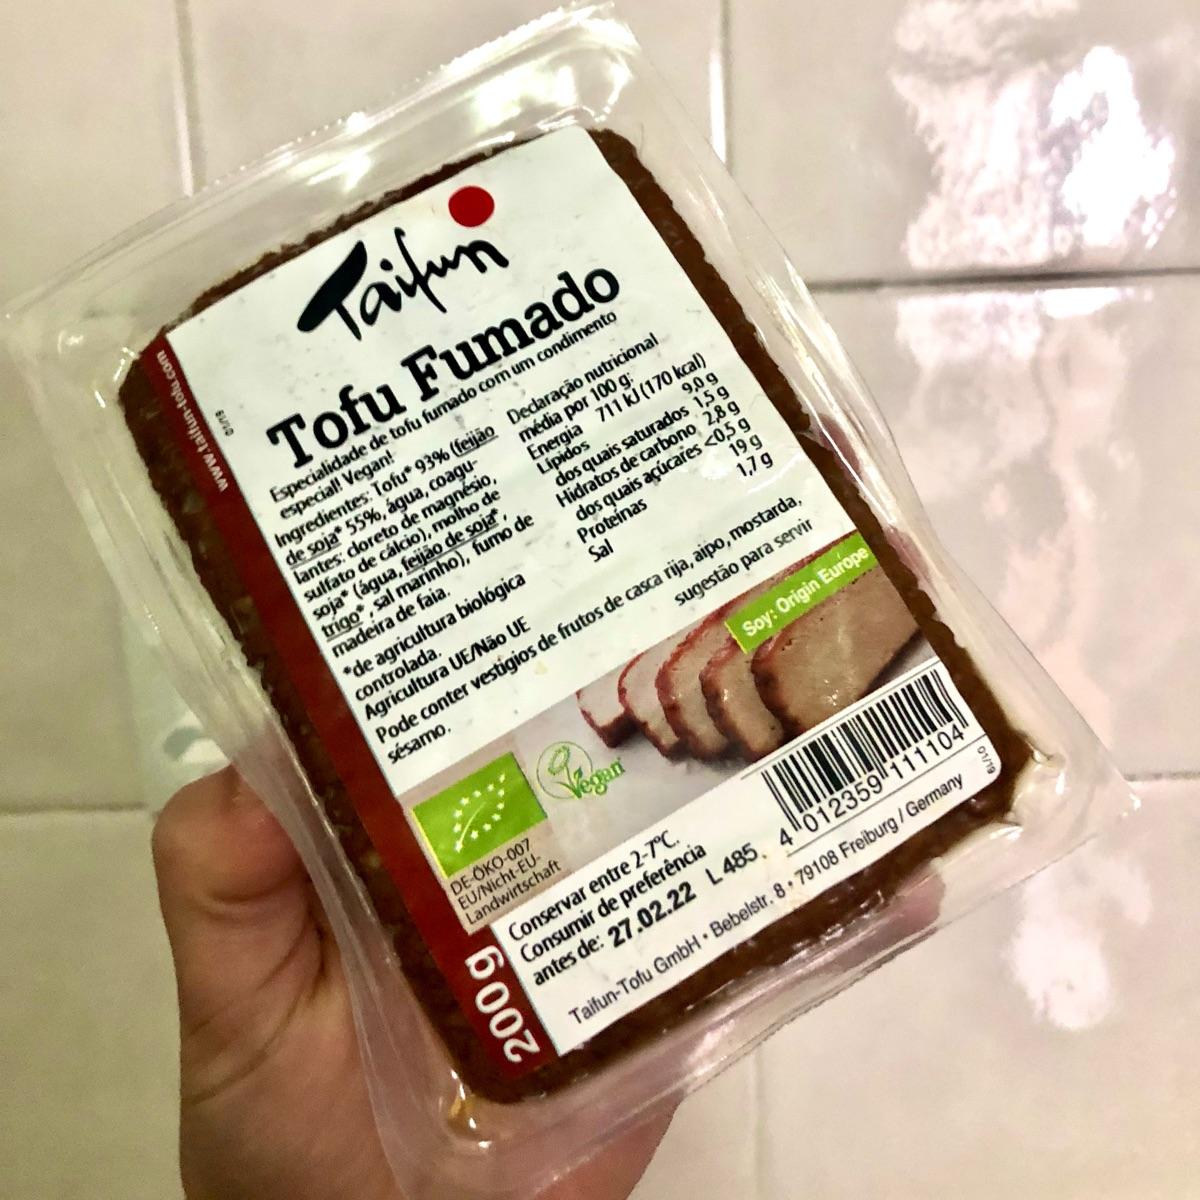 Taifun
Tofu Fumado
Especialidade de tofu fumado com um condimento
especial! Vegan!
Ingredientes: Tofu* 93% (feijão
de soja* 55%, água, coagu-
lantes: cloreto de magnésio,
sulfato de cálcio), molho de
soja* (água, feijão de soja*,
trigo*, sal marinho), fumo de
madeira de faia.
*de agricultura biológica
controlada.
Agricultura UE/Não UE
Declaração nutricional
média por 100 g:
Energia 711 kJ (170 kcal)
Lípidos 9,0 g
dos quais saturados 1,5 g
Hidratos de carbono 2,8 g
dos quais açúcares <0,5 g
Proteínas 19 g
Sal 1,7 g
Pode conter vestígios de frutos de casca rija, aipo, mostarda,
sésamo.
sugestão para servir
Soy: Origin Europe
Vegan
DE-ÖKO-007
EU/Nicht-EU-
Landwirtschaft
4 012359 111104
01/19
Conservar entre 2-7°C.
Consumir de preferência
antes de: 27.02.22 L 485
Taifun-Tofu GmbH • Bebelstr. 8 • 79108 Freiburg / Germany
200g
www.taifun-tofu.com
01/19